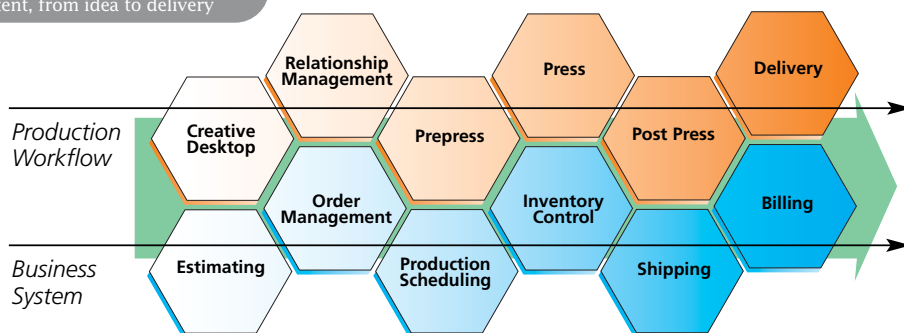 tent, from idea to delivery
Relationship
Management
Press
Delivery
Production
Workflow
Creative
Desktop
Prepress
Post Press
Order
Management
Inventory
Control
Billing
Business
System
Estimating
Production
Scheduling
Shipping